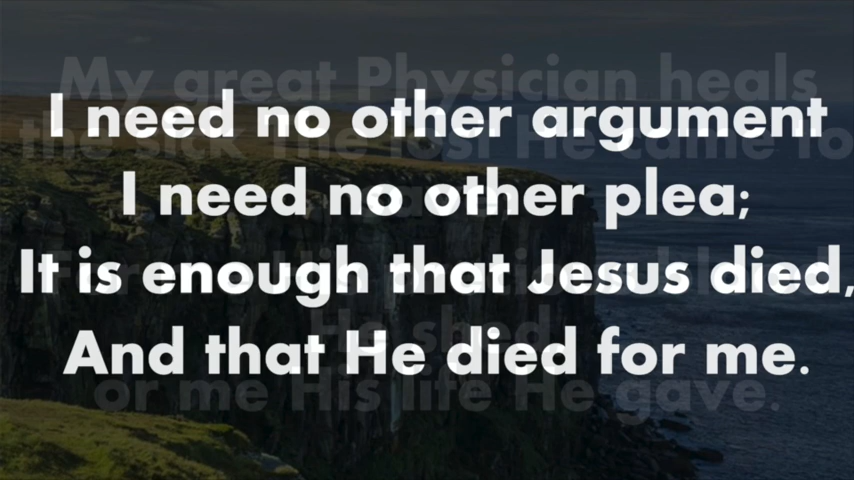 My great Physician heals
I need no other argument
the sick the lost He came to
I need no other plea;
It is enough that Jesus died,
He shed
And that He died for me.
or me His life He gave.